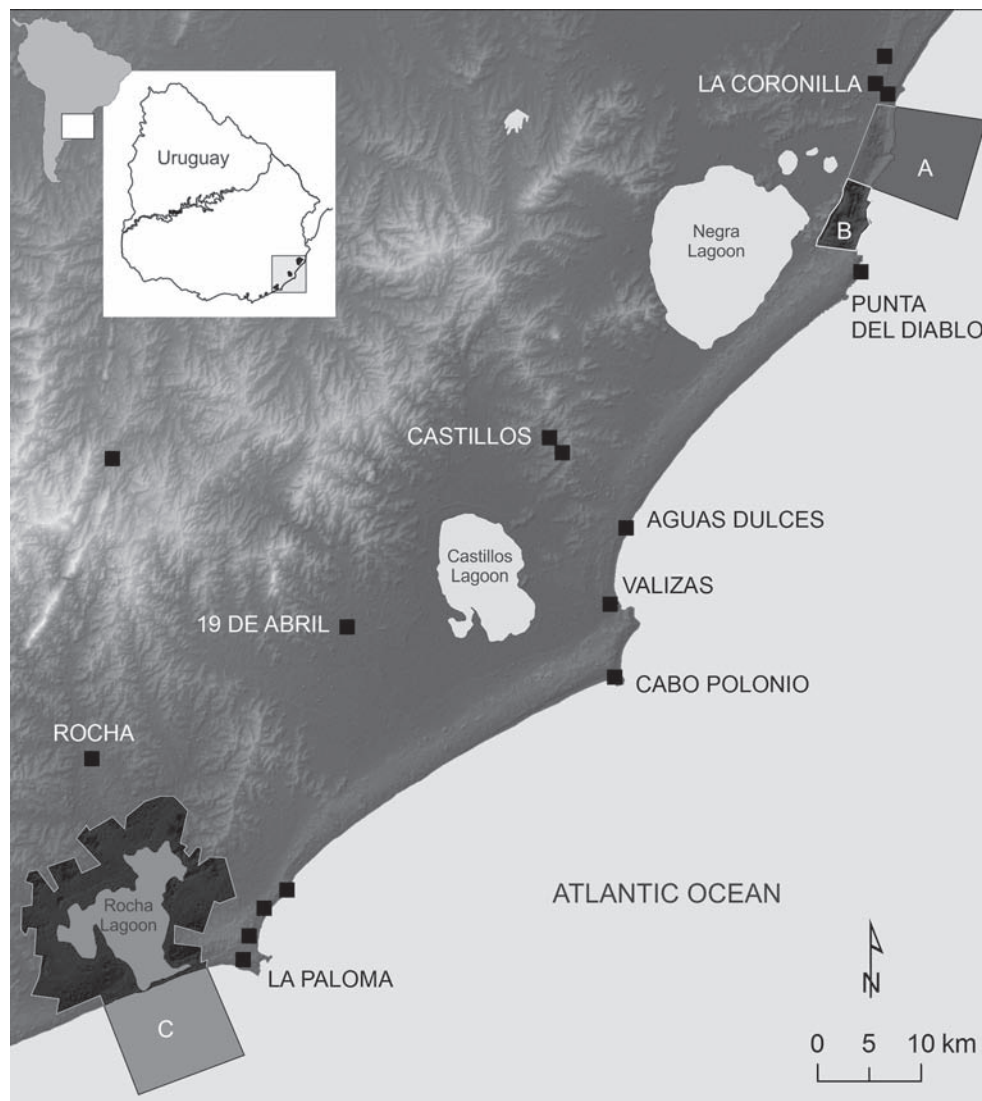 LA CORONILLA
Uruguay
A
Negra
Lagoon
B
PUNTA
DEL DIABLO
CASTILLOS
AGUAS DULCES
Castillos
Lagoon
VALIZAS
19 DE ABRIL
CABO POLONIO
ROCHA
ATLANTIC OCEAN
Rocha
Lagoon
LA PALOMA
N
C
0 5 10 km